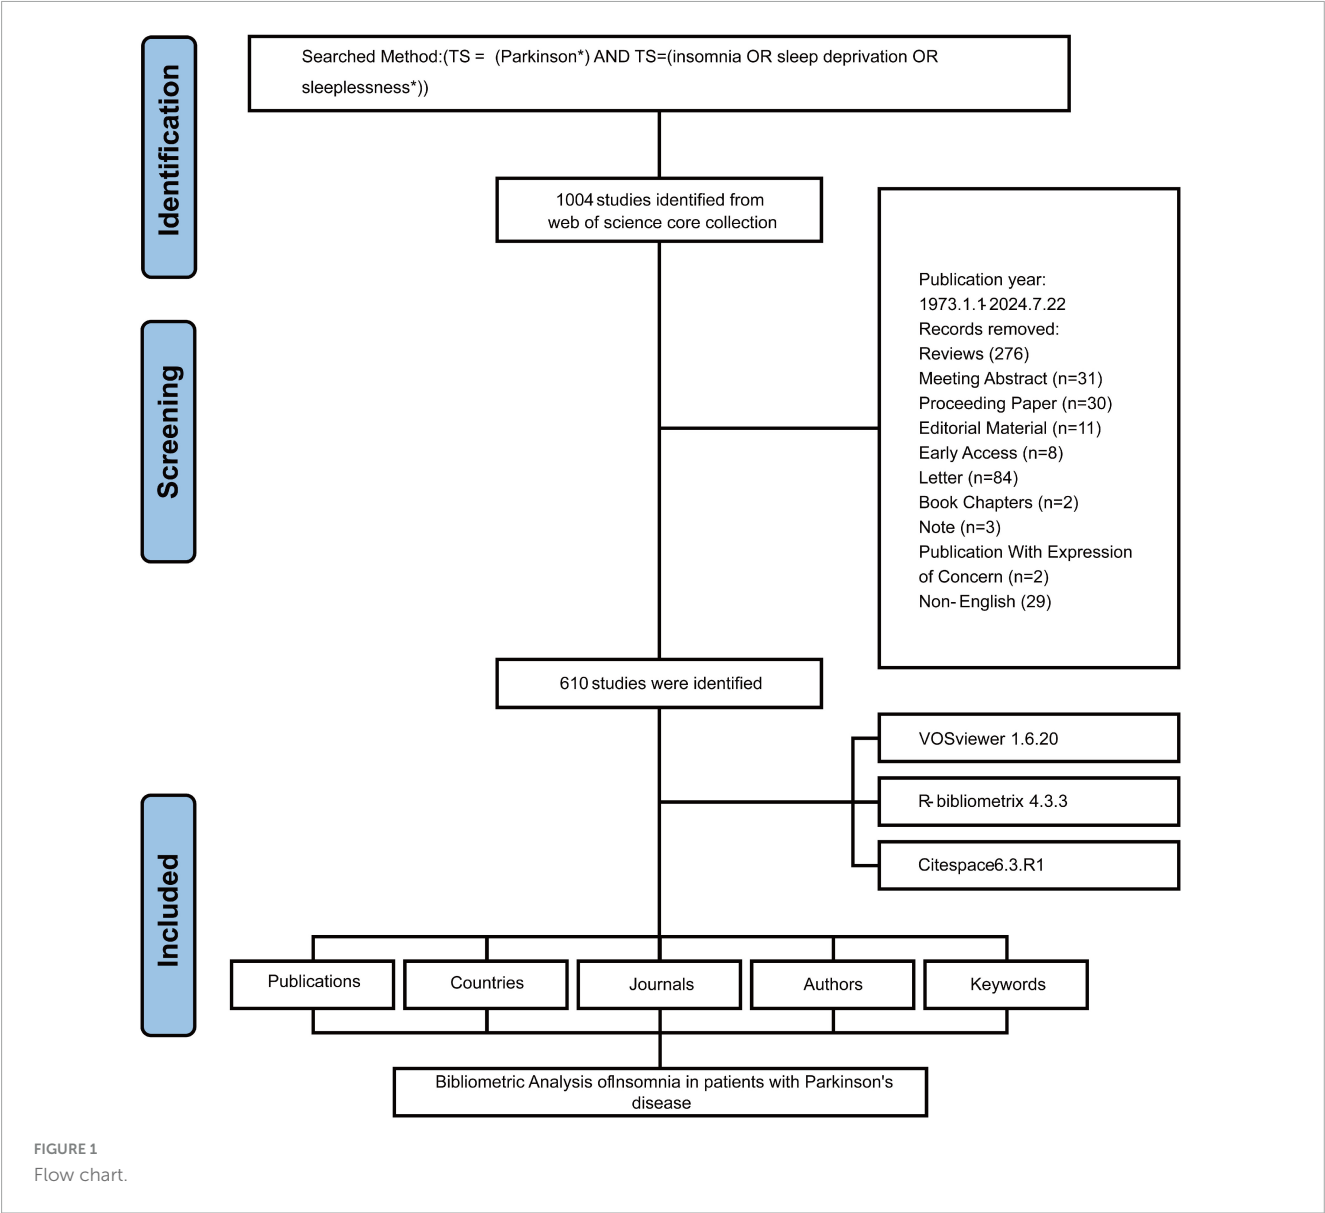 Identification
Searched Method:(TS = (Parkinson*) AND TS=(insomnia OR sleep deprivation OR
sleeplessness*))
1004 studies identified from
web of science core collection
Screening
Publication year:
1973.1.1-2024.7.22
Records removed:
Reviews (276)
Meeting Abstract (n=31)
Proceeding Paper (n=30)
Editorial Material (n=11)
Early Access (n=8)
Letter (n=84)
Book Chapters (n=2)
Note (n=3)
Publication With Expression
of Concern (n=2)
Non-English (29)
610 studies were identified
VOSviewer 1.6.20
R-bibliometrix 4.3.3
Citespace6.3.R1
Included
Publications
Countries
Journals
Authors
Keywords
Bibliometric Analysis ofInsomnia in patients with Parkinson's
disease
FIGURE 1
Flow chart.